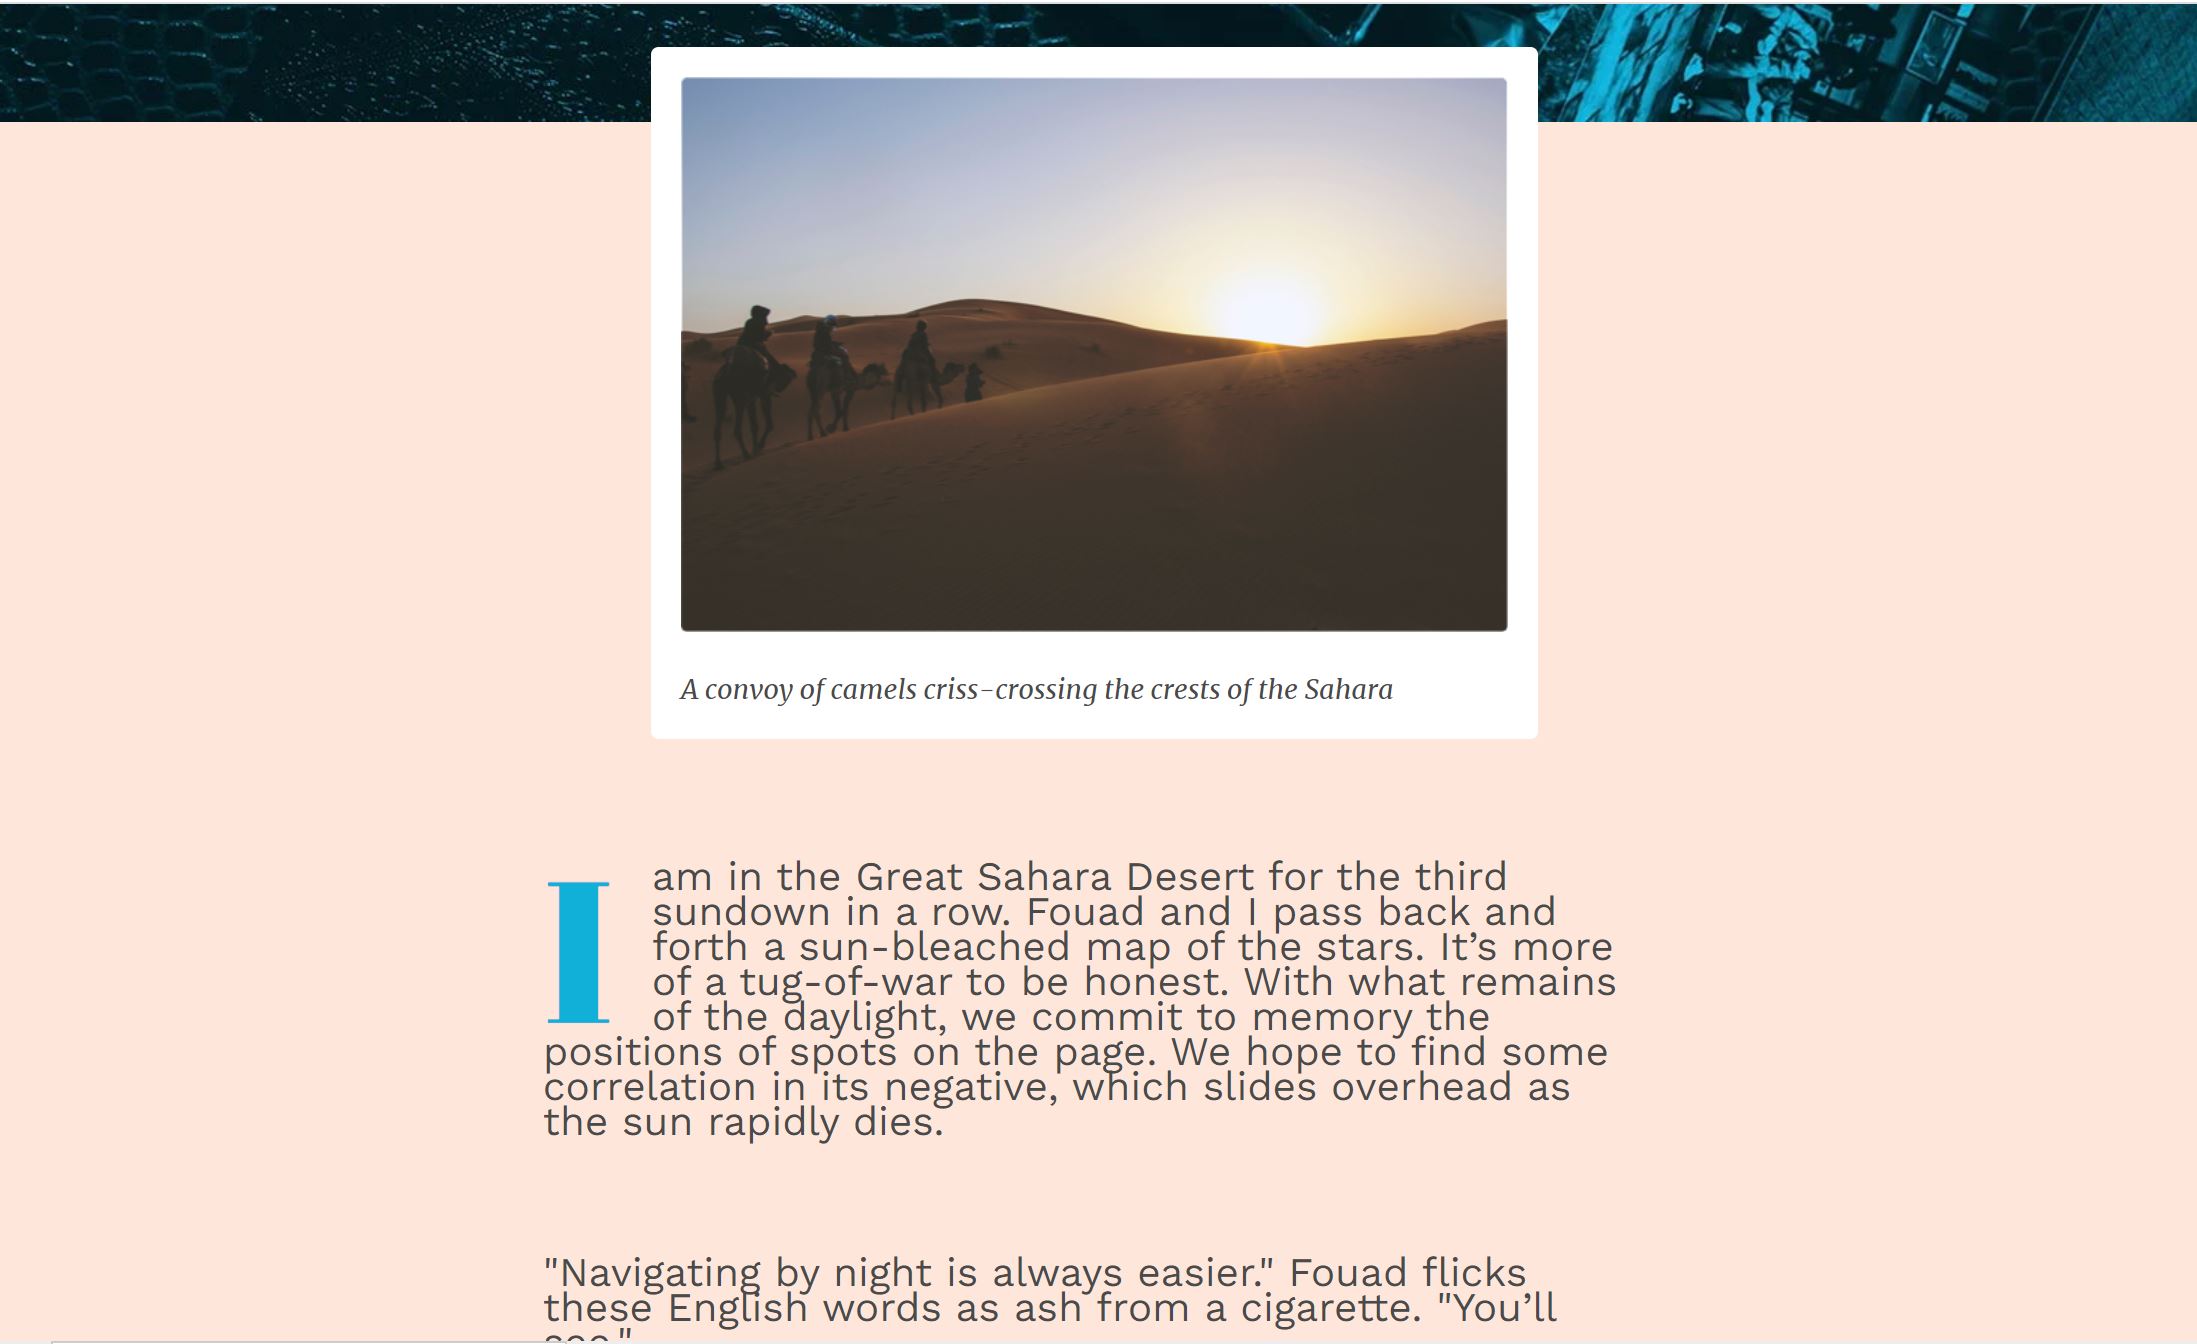 A convoy of camels criss-crossing the crests of the Sahara
I am in the Great Sahara Desert for the third
sundown in a row. Fouad and I pass back and
forth a sun-bleached map of the stars. It’s more
of a tug-of-war to be honest. With what remains
of the daylight, we commit to memory the
positions of spots on the page. We hope to find some
correlation in its negative, which slides overhead as
the sun rapidly dies.
"Navigating by night is always easier." Fouad flicks
these English words as ash from a cigarette. "You’ll
see."